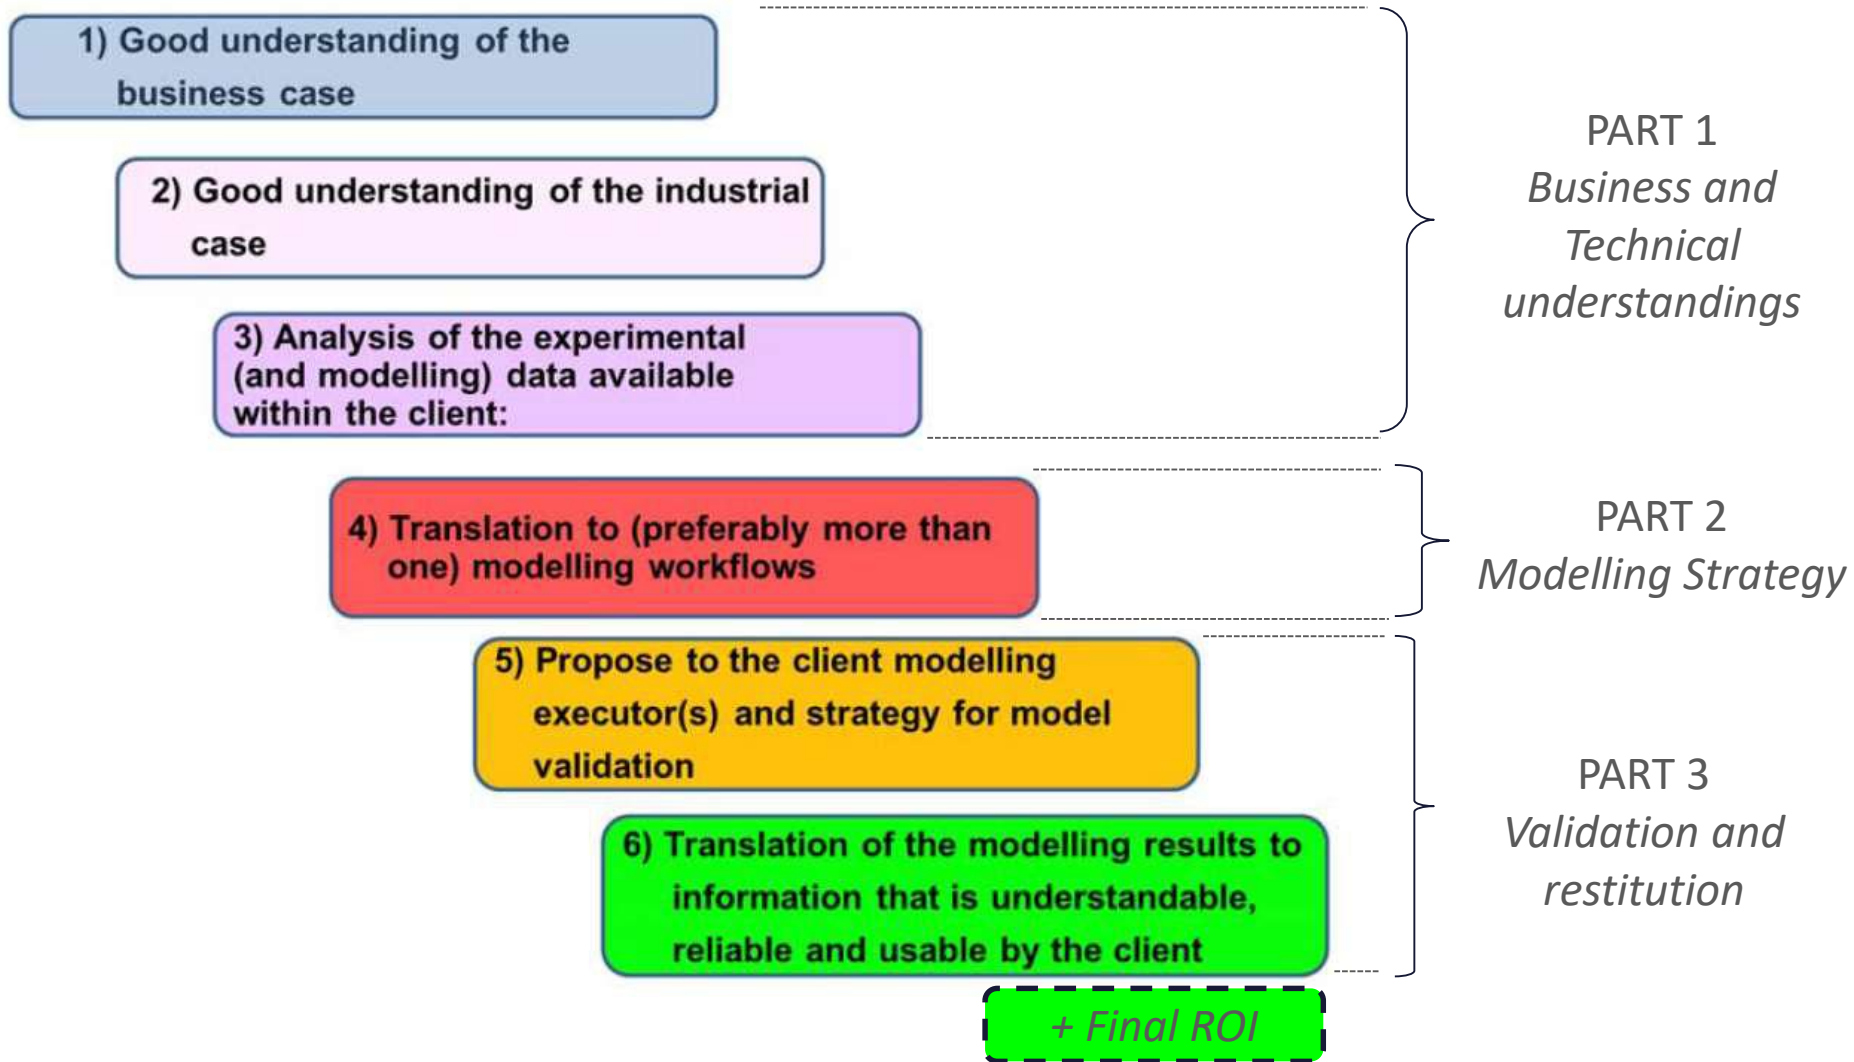 1) Good understanding of the
business case
2) Good understanding of the industrial
case
3) Analysis of the experimental
(and modelling) data available
within the client:
PART 1
Business and
Technical
understandings
4) Translation to (preferably more than
one) modelling workflows
PART 2
Modelling Strategy
5) Propose to the client modelling
executor(s) and strategy for model
validation
6) Translation of the modelling results to
information that is understandable,
reliable and usable by the client
PART 3
Validation and
restitution
+ Final ROI